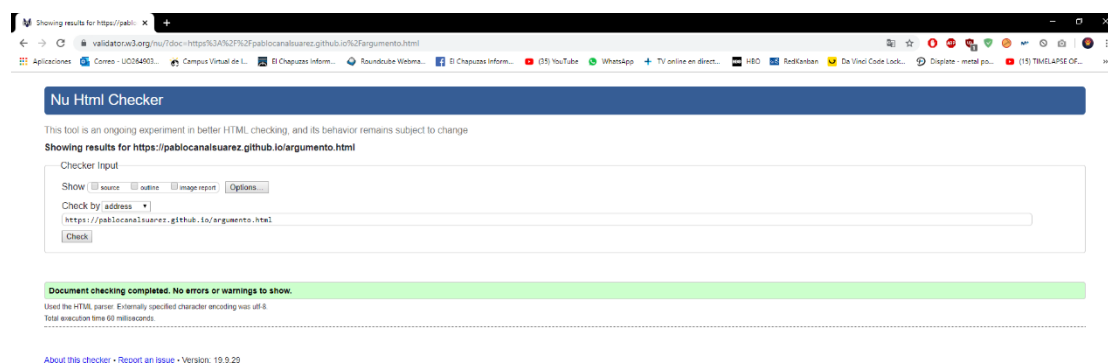 Showing results for https://pablo
validator.w3.org/nu/?doc=https%3A%2F%2Fpablocanalsuarez.github.io%2Fargumento.html
Aplicaciones Correo - UO264903... Campus Virtual de L... El Chapuzas Inform... Roundcube Webma... El Chapuzas Inform... (35) YouTube WhatsApp TV online en direct... HBO RedKanban Da Vinci Code Lock... Displate - metal po... (15) TIMELAPSE OF... »
Nu Html Checker
This tool is an ongoing experiment in better HTML checking, and its behavior remains subject to change
Showing results for https://pablocanalsuarez.github.io/argumento.html
Checker Input
Show source outline image report Options...
Check by address
https://pablocanalsuarez.github.io/argumento.html
Check
Document checking completed. No errors or warnings to show.
Used the HTML parser. Externally specified character encoding was utf-8.
Total execution time 60 milliseconds.
About this checker • Report an issue • Version: 19.9.29